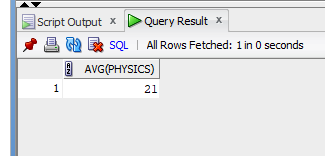 Script Output x Query Result x
SQL | All Rows Fetched: 1 in 0 seconds
AVG(PHYSICS)
1 21